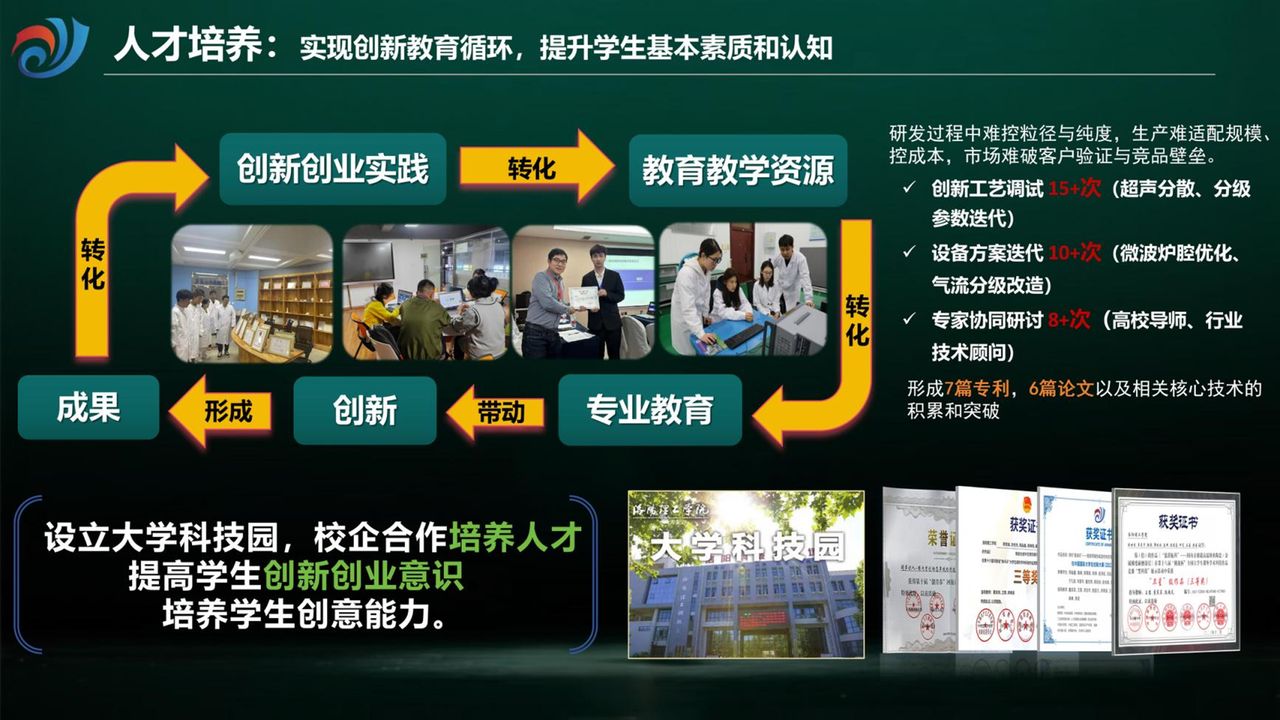 人才培养：实现创新教育循环，提升学生基本素质和认知
创新创业实践
转化
教育教学资源
转化
转化
成果
形成
创新
带动
专业教育
研发过程中难控粒径与纯度，生产难适配规模、
控成本，市场难破客户验证与竞品壁垒。
✓ 创新工艺调试 15+次（超声分散、分级
参数迭代）
✓ 设备方案迭代 10+次（微波炉腔优化、
气流分级改造）
✓ 专家协同研讨 8+次（高校导师、行业
技术顾问）
形成7篇专利，6篇论文以及相关核心技术的
积累和突破
设立大学科技园，校企合作培养人才
提高学生创新创业意识
培养学生创意能力。
洛阳理工学院
大学科技园
荣誉证
获奖证书
三等奖
获奖证书
获奖证书